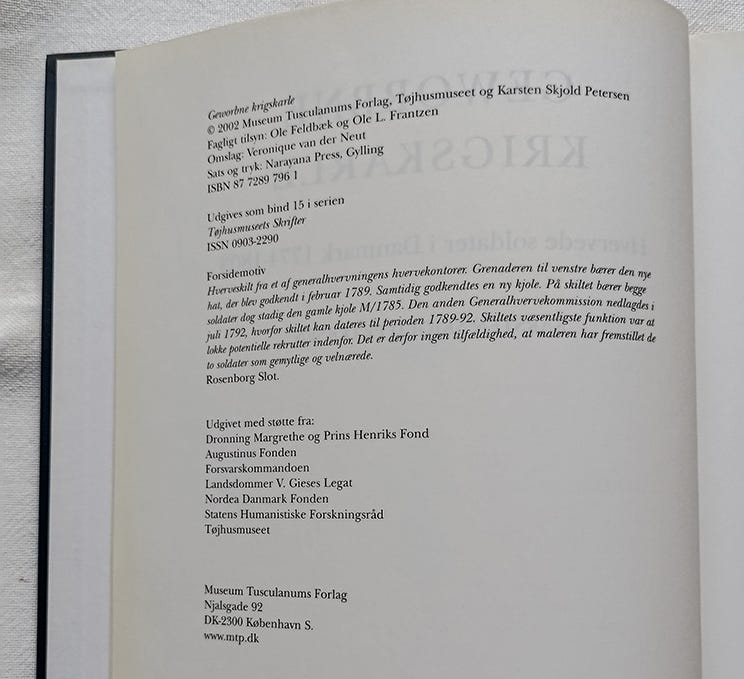 Geworbne krigskarle
© 2002 Museum Tusculanums Forlag, Tøjhusmuseet og Karsten Skjold Petersen
Fagligt tilsyn: Ole Feldbæk og Ole L. Frantzen
Omslag: Veronique van der Neut
Sats og tryk: Narayana Press, Gylling
ISBN 87 7289 796 1
Udgives som bind 15 i serien
Tøjhusmuseets Skrifter
ISSN 0903-2290
Forsidemotiv
Hverveskilt fra et af generalhvervningens hvervekontorer. Grenaderen til venstre bærer den nye
hat, der blev godkendt i februar 1789. Samtidig godkendtes en ny kjole. På skiltet bærer begge
soldater dog stadig den gamle kjole M/1785. Den anden Generalhvervekommission nedlagdes i
juli 1792, hvorfor skiltet kan dateres til perioden 1789-92. Skiltets væsentligste funktion var at
lokke potentielle rekrutter indenfor. Det er derfor ingen tilfældighed, at maleren har fremstillet de
to soldater som gemytlige og velnærede.
Rosenborg Slot.
Udgivet med støtte fra:
Dronning Margrethe og Prins Henriks Fond
Augustinus Fonden
Forsvarskommandoen
Landsdommer V. Gieses Legat
Nordea Danmark Fonden
Statens Humanistiske Forskningsråd
Tøjhusmuseet
Museum Tusculanums Forlag
Njalsgade 92
DK-2300 København S.
www.mtp.dk